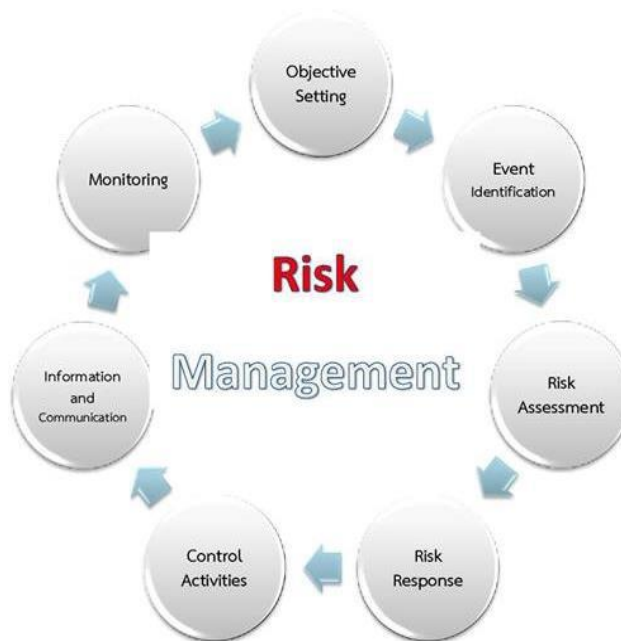 Objective
Setting
Event
Identification
Risk
Assessment
Risk
Response
Control
Activities
Information
and
Communication
Monitoring
Risk
Management